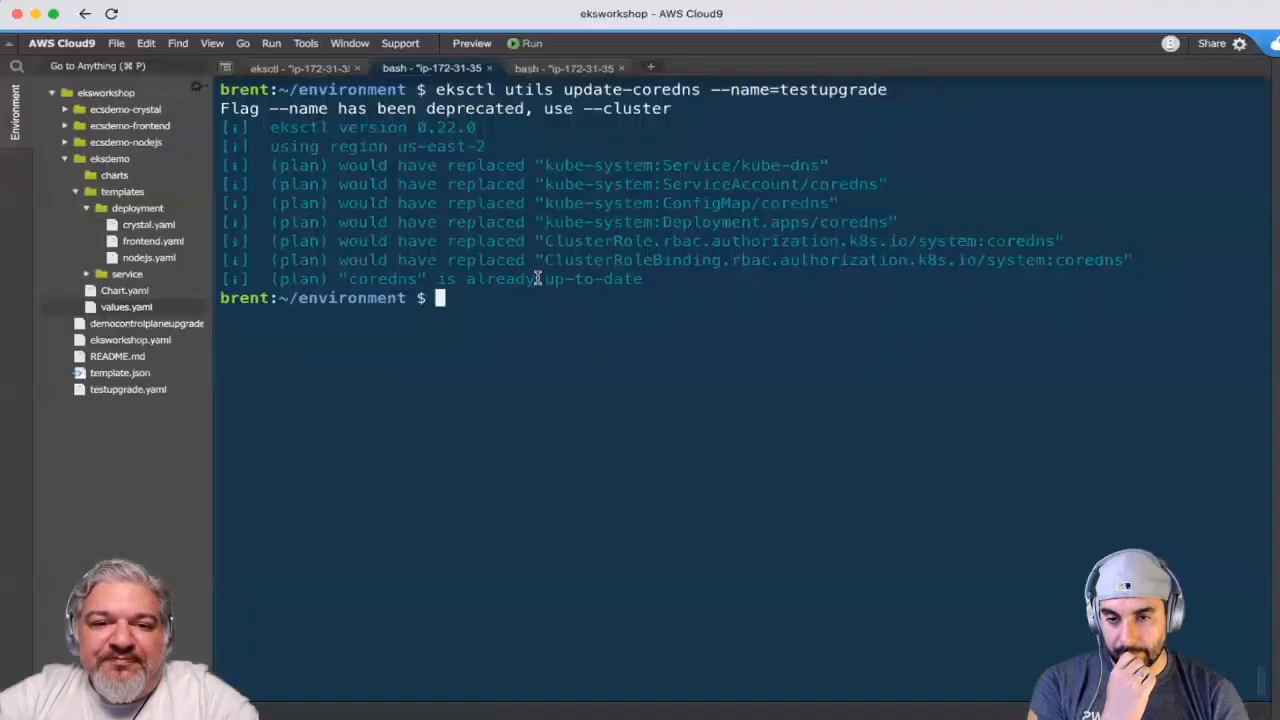 eksworkshop - AWS Cloud9
AWS Cloud9 File Edit Find View Go Run Tools Window Support Preview Run B Share
Go to Anything (⌘ P)
eksctl - "ip-172-31-3! × bash - "ip-172-31-35 × bash - "ip-172-31-35 × +
Environment
eksworkshop
ecsdemo-crystal
ecsdemo-frontend
ecsdemo-nodejs
eksdemo
charts
templates
deployment
crystal.yaml
frontend.yaml
nodejs.yaml
service
Chart.yaml
values.yaml
democontrolplaneupgrade
eksworkshop.yaml
README.md
template.json
testupgrade.yaml
brent:~/environment $ eksctl utils update-coredns --name=testupgrade
Flag --name has been deprecated, use --cluster
[ℹ] eksctl version 0.22.0
[ℹ] using region us-east-2
[ℹ] (plan) would have replaced "kube-system:Service/kube-dns"
[ℹ] (plan) would have replaced "kube-system:ServiceAccount/coredns"
[ℹ] (plan) would have replaced "kube-system:ConfigMap/coredns"
[ℹ] (plan) would have replaced "kube-system:Deployment.apps/coredns"
[ℹ] (plan) would have replaced "ClusterRole.rbac.authorization.k8s.io/system:coredns"
[ℹ] (plan) would have replaced "ClusterRoleBinding.rbac.authorization.k8s.io/system:coredns"
[ℹ] (plan) "coredns" is already up-to-date
brent:~/environment $